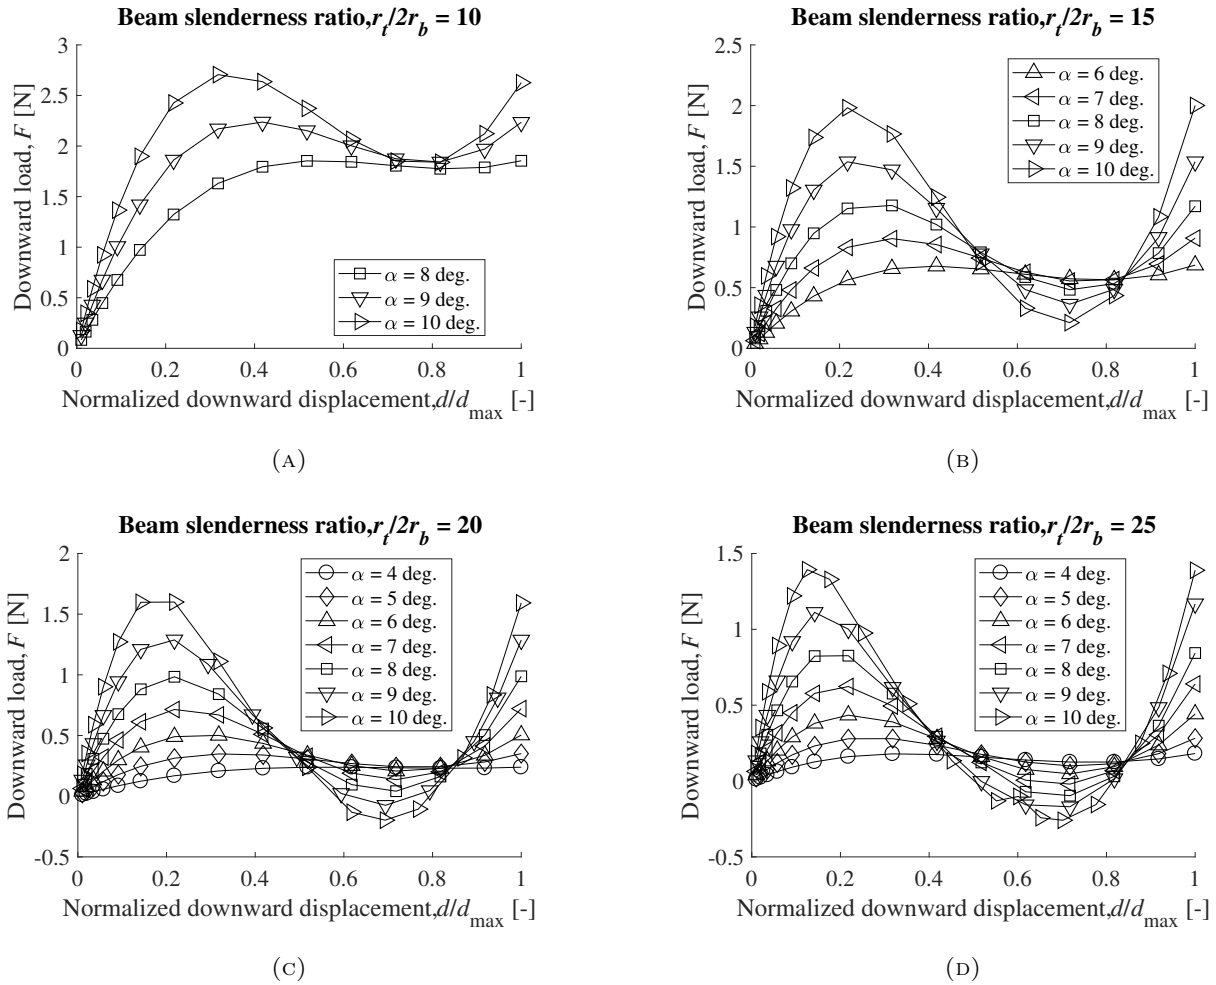 Beam slenderness ratio,r_t/2r_b = 10
Downward load, F [N]
3
2.5
2
1.5
1
0.5
0
α = 8 deg.
α = 9 deg.
α = 10 deg.
0 0.2 0.4 0.6 0.8 1
Normalized downward displacement,d/d_max [-]
(A)
Beam slenderness ratio,r_t/2r_b = 15
Downward load, F [N]
2.5
2
1.5
1
0.5
0
α = 6 deg.
α = 7 deg.
α = 8 deg.
α = 9 deg.
α = 10 deg.
0 0.2 0.4 0.6 0.8 1
Normalized downward displacement,d/d_max [-]
(B)
Beam slenderness ratio,r_t/2r_b = 20
Downward load, F [N]
2
1.5
1
0.5
0
-0.5
α = 4 deg.
α = 5 deg.
α = 6 deg.
α = 7 deg.
α = 8 deg.
α = 9 deg.
α = 10 deg.
0 0.2 0.4 0.6 0.8 1
Normalized downward displacement,d/d_max [-]
(C)
Beam slenderness ratio,r_t/2r_b = 25
Downward load, F [N]
1.5
1
0.5
0
-0.5
α = 4 deg.
α = 5 deg.
α = 6 deg.
α = 7 deg.
α = 8 deg.
α = 9 deg.
α = 10 deg.
0 0.2 0.4 0.6 0.8 1
Normalized downward displacement,d/d_max [-]
(D)